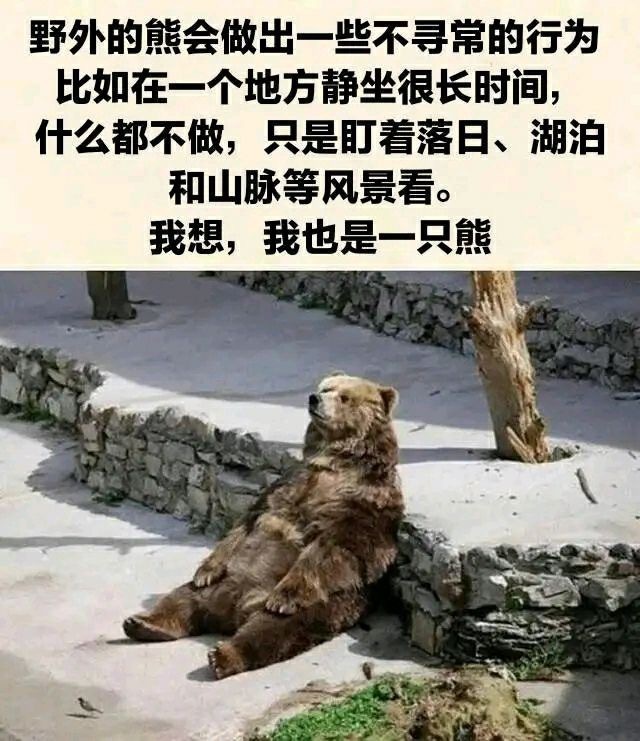 野外的熊会做出一些不寻常的行为
比如在一个地方静坐很长时间，
什么都不做，只是盯着落日、湖泊
和山脉等风景看。
我想，我也是一只熊